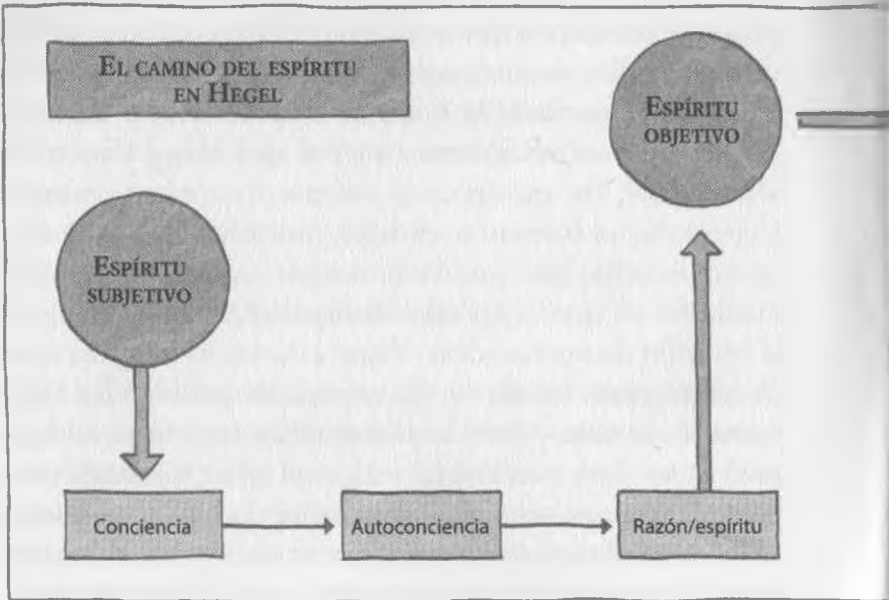 EL CAMINO DEL ESPÍRITU
EN HEGEL
ESPÍRITU
SUBJETIVO
Conciencia
Autoconciencia
Razón/espíritu
ESPÍRITU
OBJETIVO